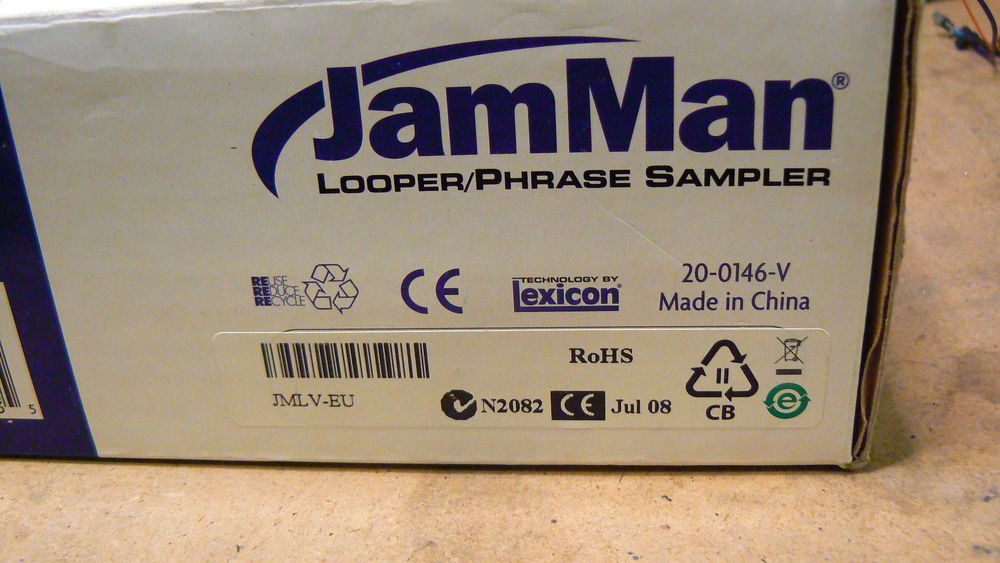 JamMan®
LOOPER/PHRASE SAMPLER
REUSE
REDUCE
RECYCLE
CE
TECHNOLOGY BY
lexicon®
20-0146-V
Made in China
5
JMLV-EU
RoHS
N2082 CE Jul 08
CB
e